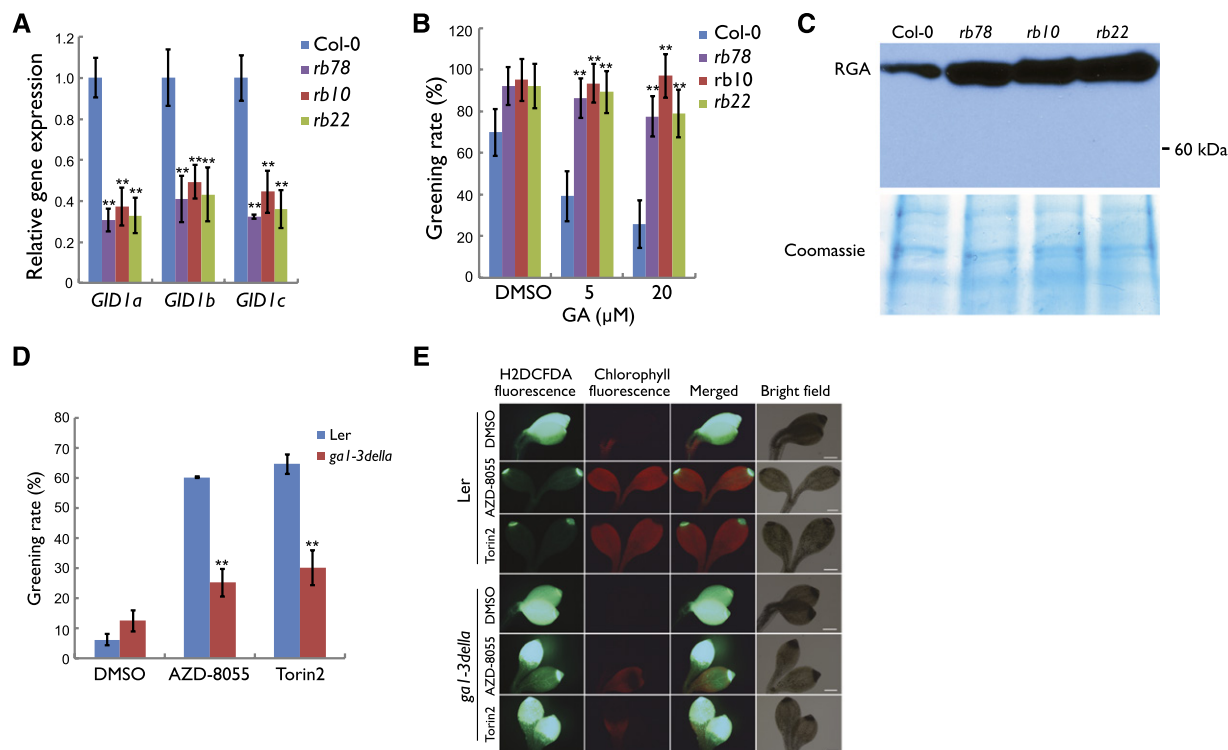 A
Relative gene expression
1.2
1.0
0.8
0.6
0.4
0.2
0
** ** **
** ** **
** ** **
GID1a GID1b GID1c
Col-0
rb78
rb10
rb22
B
Greening rate (%)
120
100
80
60
40
20
0
** ** **
** ** **
DMSO 5 20
GA (µM)
Col-0
rb78
rb10
rb22
C
Col-0 rb78 rb10 rb22
RGA
60 kDa
Coomassie
D
Greening rate (%)
80
70
60
50
40
30
20
10
0
**
**
DMSO AZD-8055 Torin2
Ler
ga1-3della
E
H2DCFDA fluorescence
Chlorophyll fluorescence
Merged
Bright field
Ler
DMSO
AZD-8055
Torin2
ga1-3della
DMSO
AZD-8055
Torin2